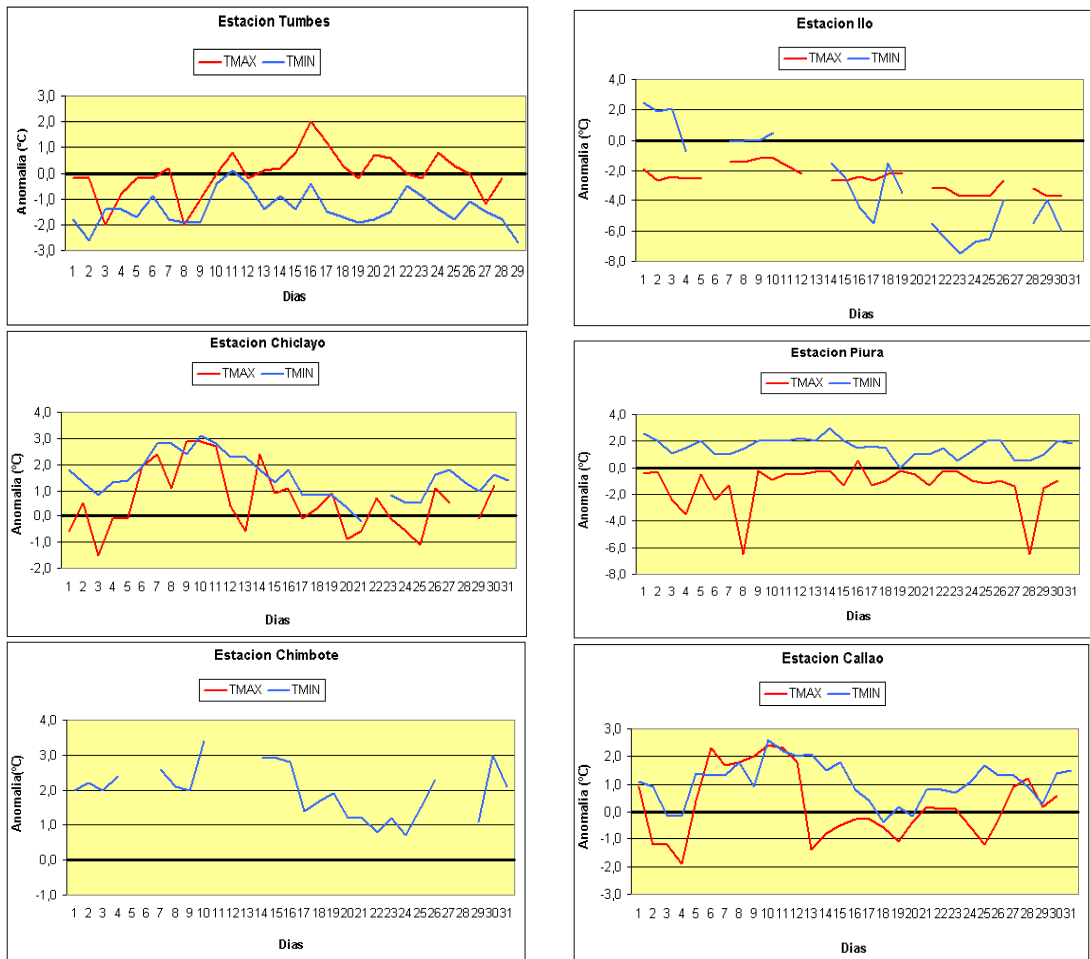 Estacion Tumbes
TMAX TMIN
Anomalia (°C)
3,0
2,0
1,0
0,0
-1,0
-2,0
-3,0
1 2 3 4 5 6 7 8 9 10 11 12 13 14 15 16 17 18 19 20 21 22 23 24 25 26 27 28 29
Dias
Estacion Ilo
TMAX TMIN
Anomalia (°C)
4,0
2,0
0,0
-2,0
-4,0
-6,0
-8,0
1 2 3 4 5 6 7 8 9 10 11 12 13 14 15 16 17 18 19 20 21 22 23 24 25 26 27 28 29 30 31
Dias
Estacion Chiclayo
TMAX TMIN
Anomalia (°C)
4,0
3,0
2,0
1,0
0,0
-1,0
-2,0
1 2 3 4 5 6 7 8 9 10 11 12 13 14 15 16 17 18 19 20 21 22 23 24 25 26 27 28 29 30 31
Dias
Estacion Piura
TMAX TMIN
Anomalia (°C)
4,0
2,0
0,0
-2,0
-4,0
-6,0
-8,0
1 2 3 4 5 6 7 8 9 10 11 12 13 14 15 16 17 18 19 20 21 22 23 24 25 26 27 28 29 30 31
Dias
Estacion Chimbote
TMAX TMIN
Anomalia(°C)
4,0
3,0
2,0
1,0
0,0
-1,0
1 2 3 4 5 6 7 8 9 10 11 12 13 14 15 16 17 18 19 20 21 22 23 24 25 26 27 28 29 30 31
Dias
Estacion Callao
TMAX TMIN
Anomalia (°C)
3,0
2,0
1,0
0,0
-1,0
-2,0
-3,0
1 2 3 4 5 6 7 8 9 10 11 12 13 14 15 16 17 18 19 20 21 22 23 24 25 26 27 28 29 30 31
Dias